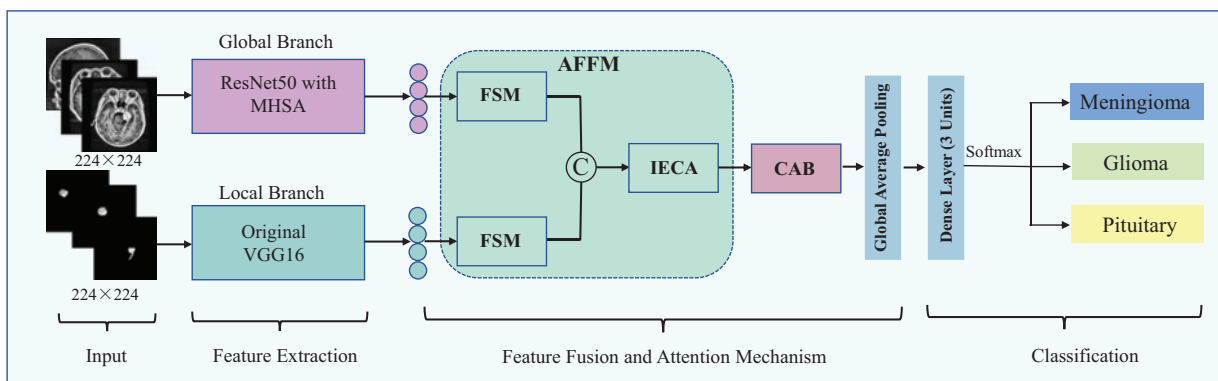 Global Branch
ResNet50 with
MHSA
224×224
Local Branch
Original
VGG16
224×224
AFFM
FSM
FSM
C
IECA
CAB
Global Average Pooling
Dense Layer (3 Units)
Softmax
Meningioma
Glioma
Pituitary
Input
Feature Extraction
Feature Fusion and Attention Mechanism
Classification